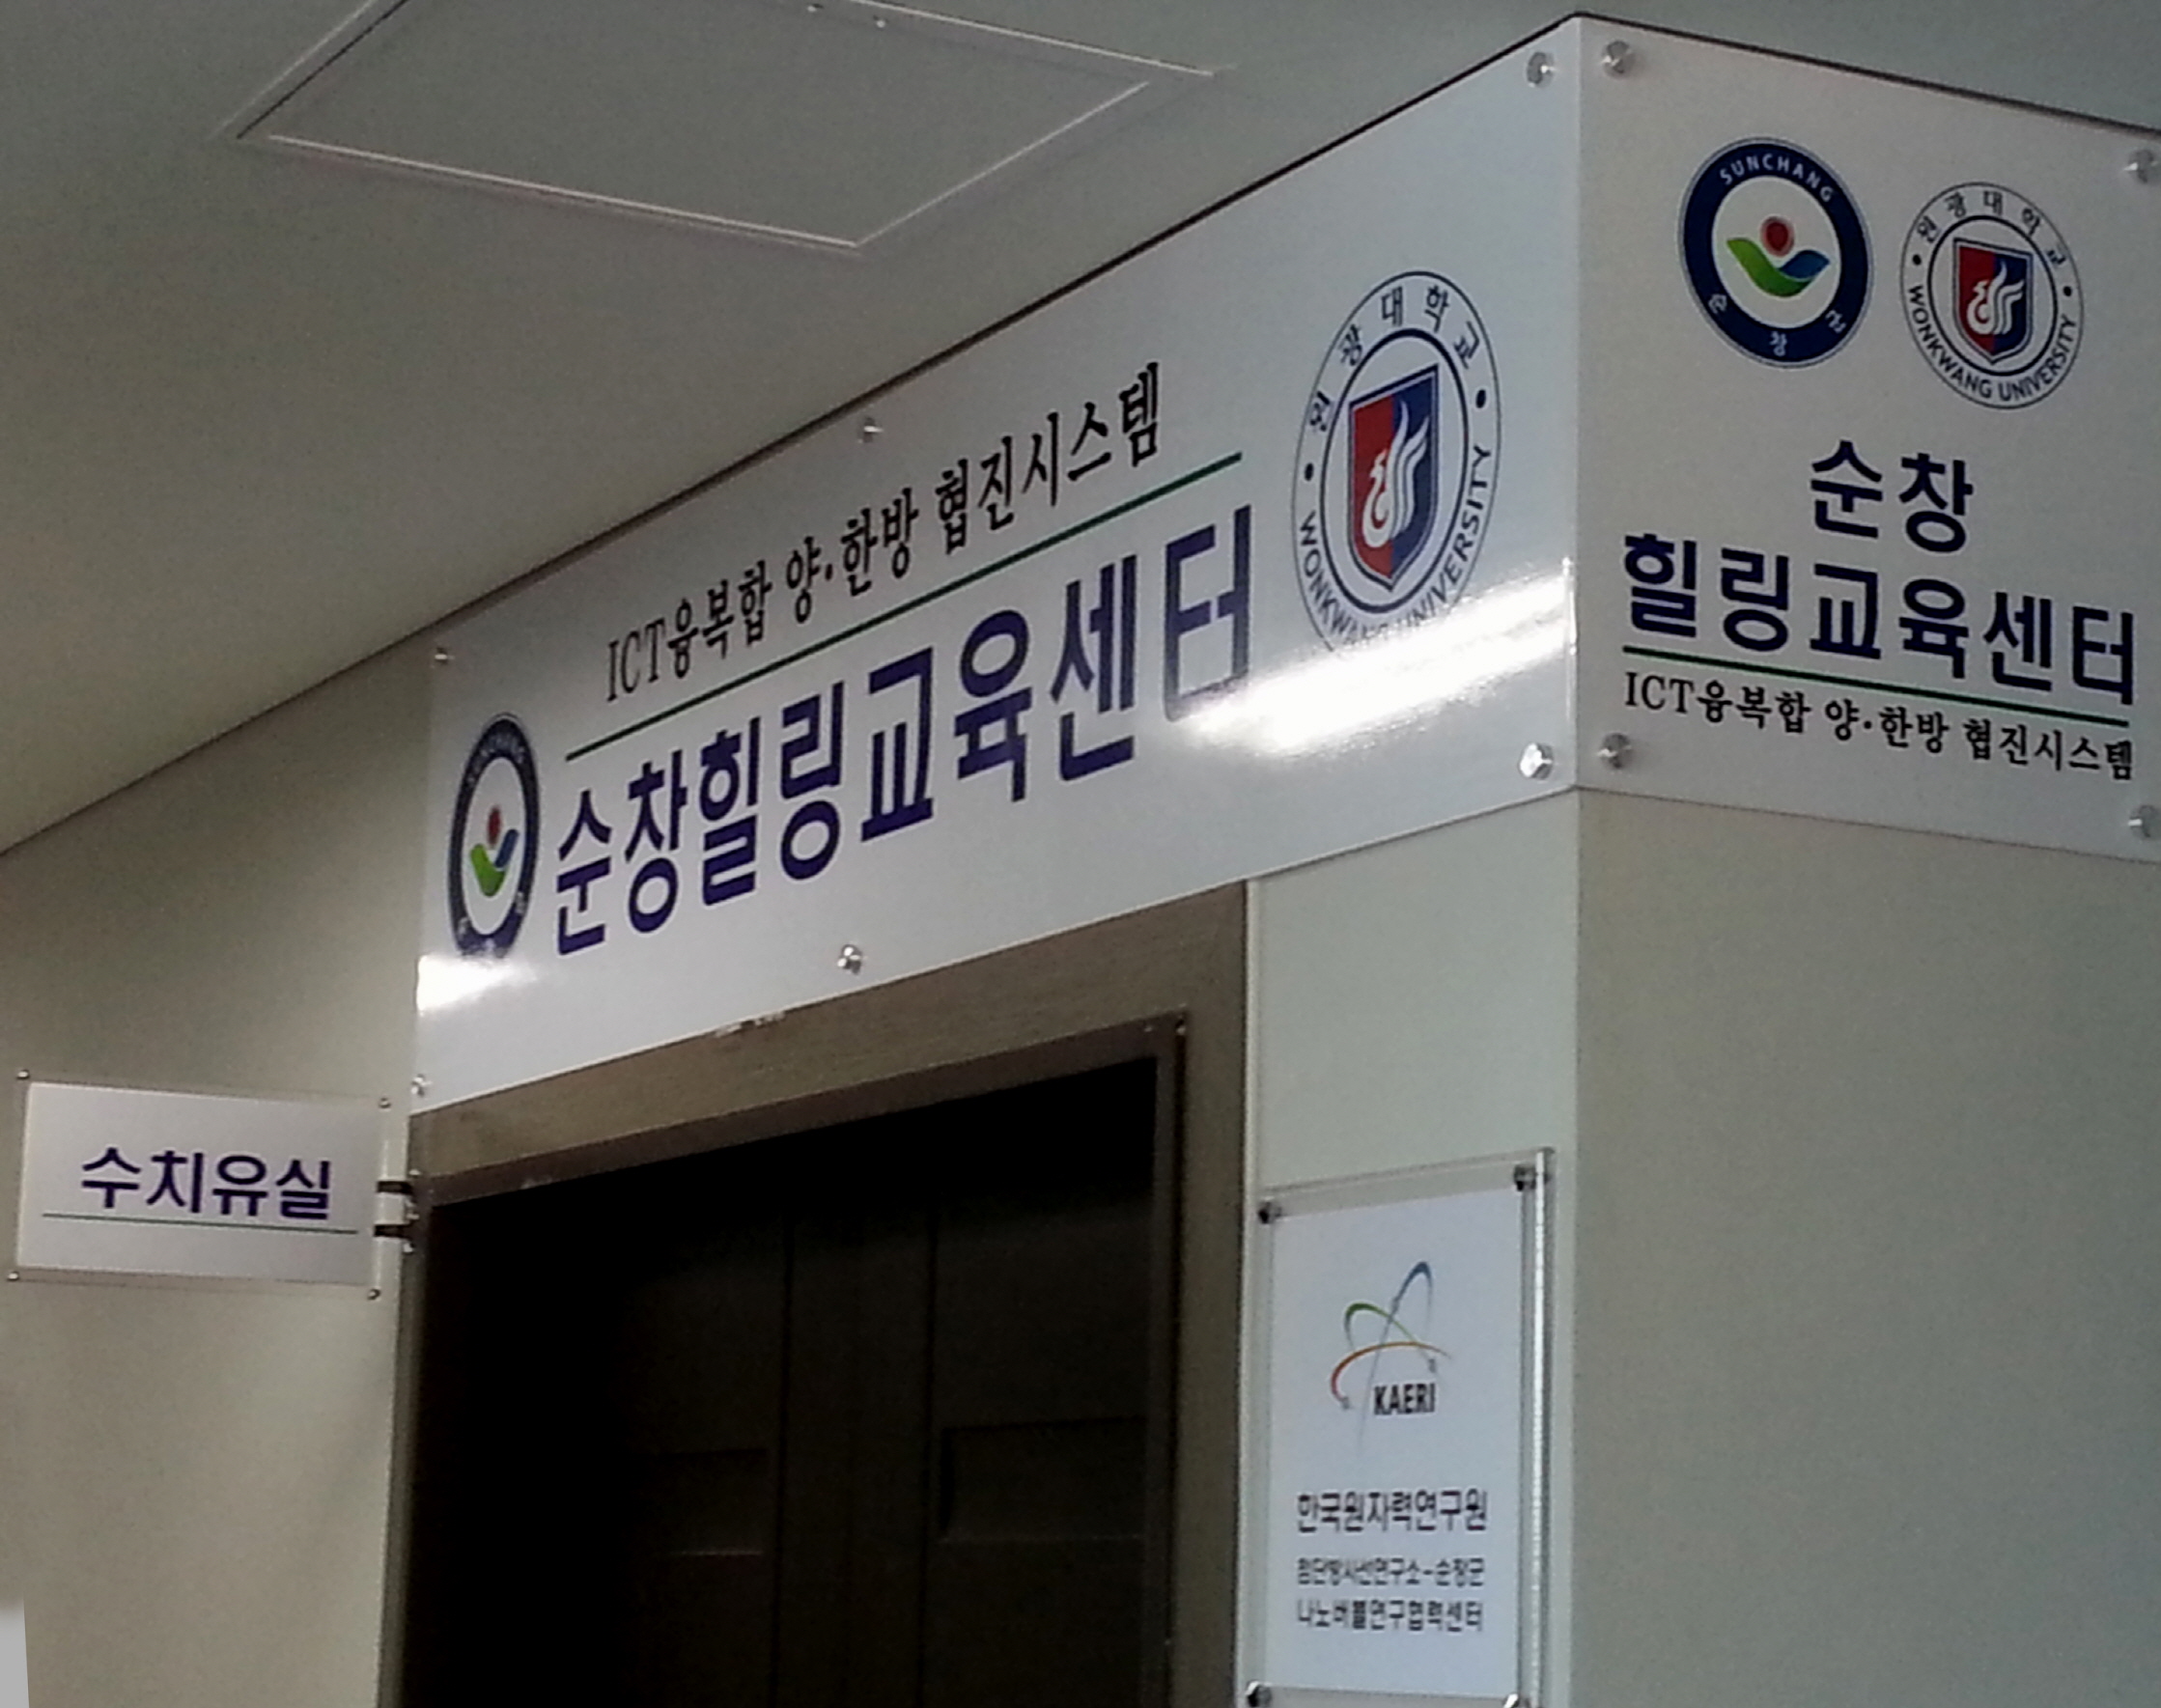 ICT융복합 양·한방 협진시스템
순창힐링교육센터
원광대학교
WONKWANG UNIVERSITY
SUNCHANG
순창군
원광대학교
WONKWANG UNIVERSITY
순창
힐링교육센터
ICT융복합 양·한방 협진시스템
수치유실
KAERI
한국원자력연구원
첨단방사선연구소-순창군
나노버블연구협력센터